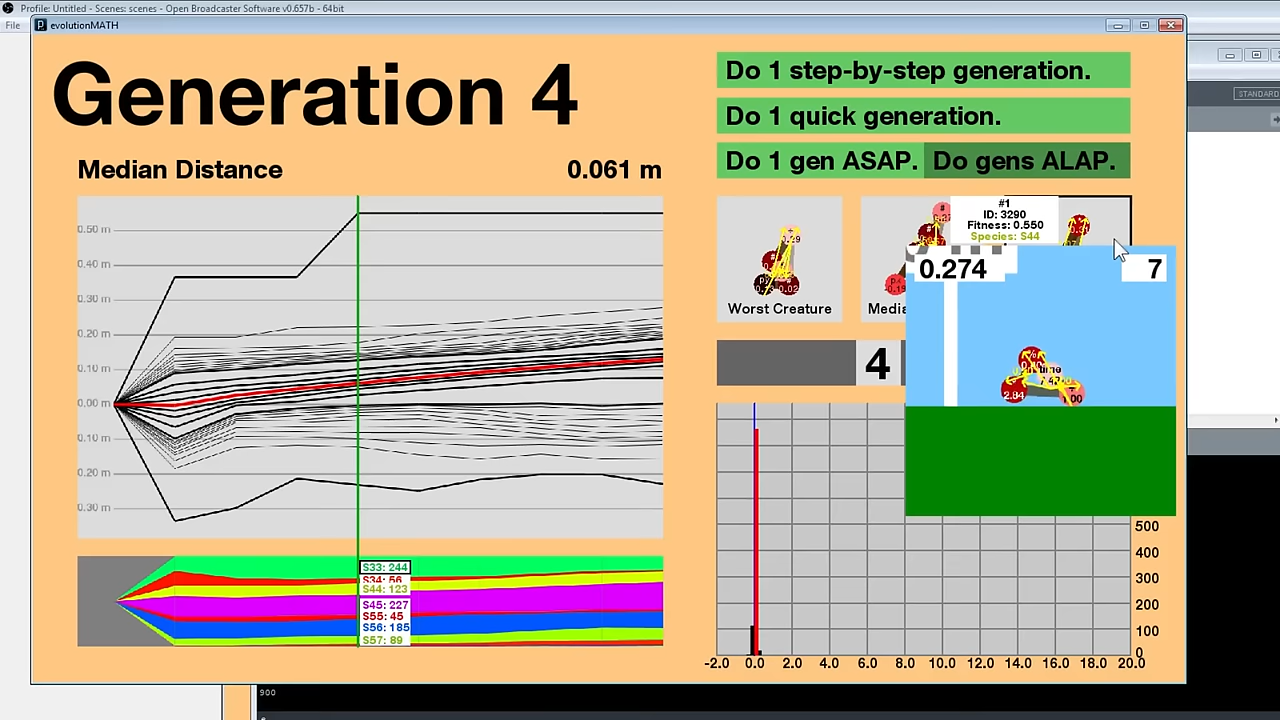 Profile: Untitled - Scenes: scenes - Open Broadcaster Software v0.657b - 64bit
File
evolutionMATH
STANDARD
Generation 4
Do 1 step-by-step generation.
Do 1 quick generation.
Do 1 gen ASAP.
Do gens ALAP.
Median Distance
0.061 m
0.50 m
0.40 m
0.30 m
0.20 m
0.10 m
0.00 m
0.10 m
0.20 m
0.30 m
#1
ID: 3290
Fitness: 0.550
Species: S44
0.274
7
Worst Creature
Media
4
2.84
S33: 244
S34: 56
S44: 123
S45: 227
S55: 45
S56: 185
S57: 89
500
400
300
200
100
0
-2.0 0.0 2.0 4.0 6.0 8.0 10.0 12.0 14.0 16.0 18.0 20.0
900